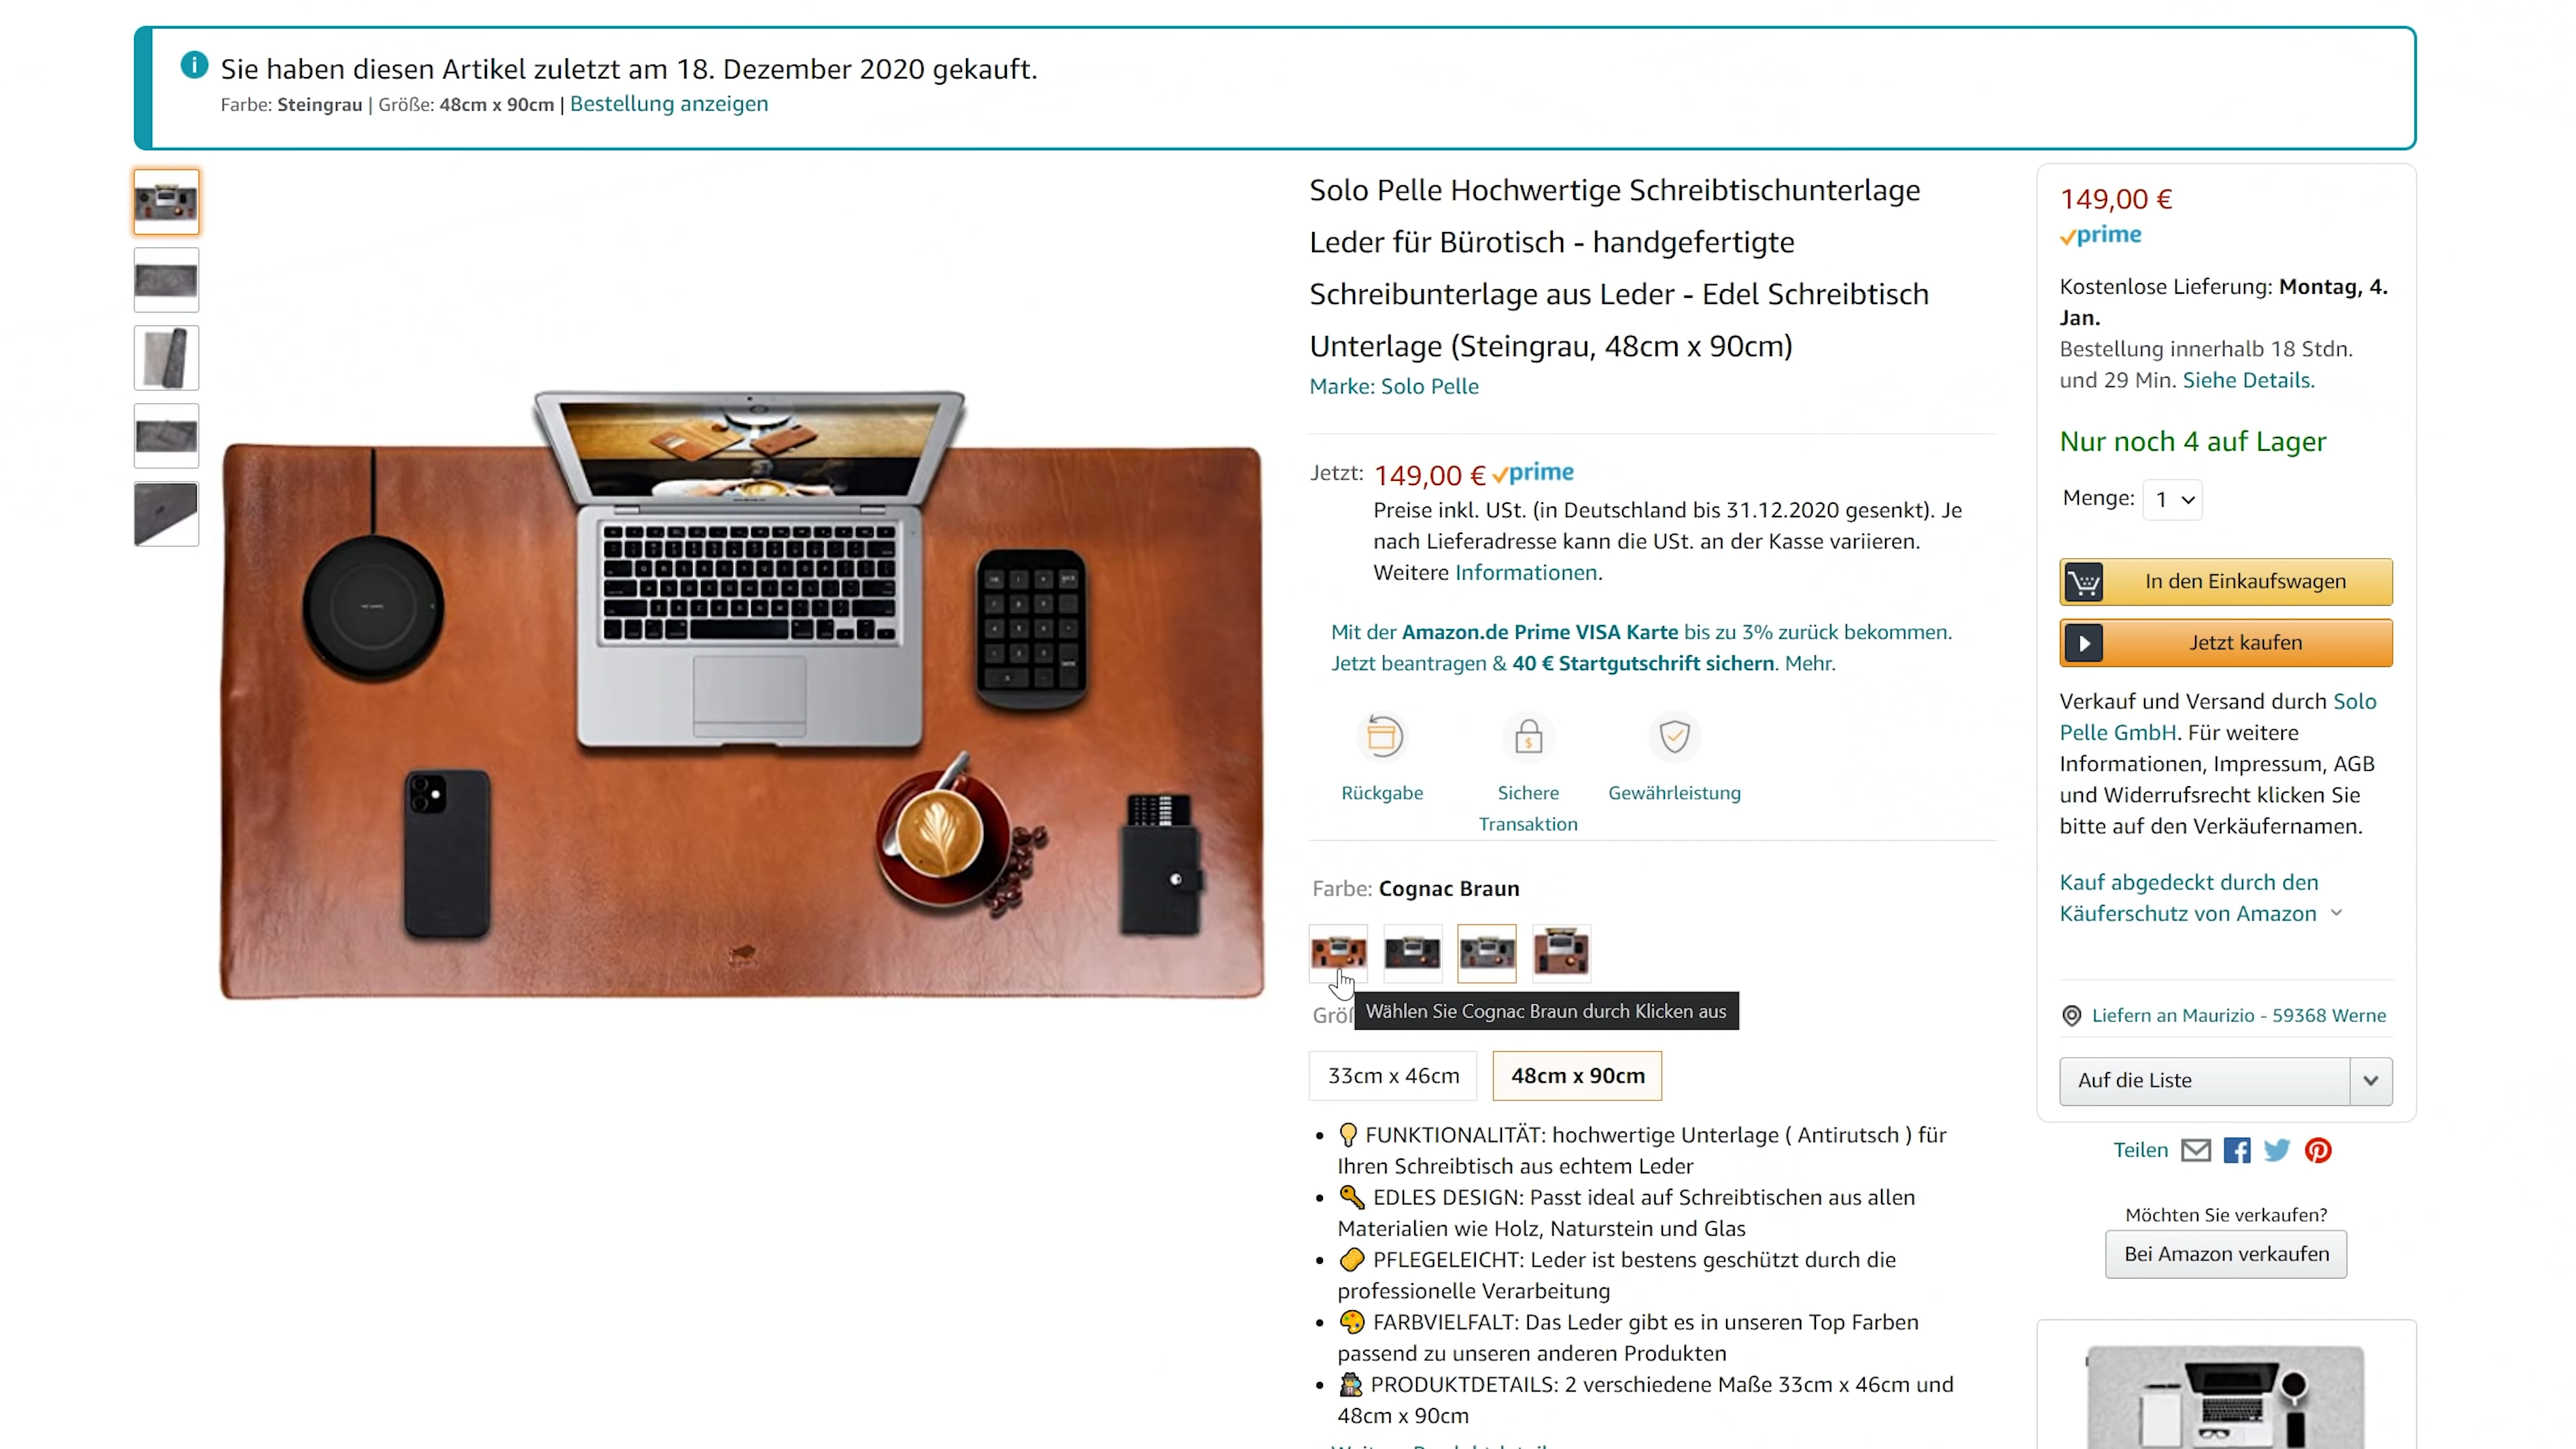 Sie haben diesen Artikel zuletzt am 18. Dezember 2020 gekauft.
Farbe: Steingrau | Größe: 48cm x 90cm | Bestellung anzeigen
Solo Pelle Hochwertige Schreibtischunterlage
Leder für Bürotisch - handgefertigte
Schreibunterlage aus Leder - Edel Schreibtisch
Unterlage (Steingrau, 48cm x 90cm)
Marke: Solo Pelle
Jetzt: 149,00 € prime
Preise inkl. USt. (in Deutschland bis 31.12.2020 gesenkt). Je
nach Lieferadresse kann die USt. an der Kasse variieren.
Weitere Informationen.
Mit der Amazon.de Prime VISA Karte bis zu 3% zurück bekommen.
Jetzt beantragen & 40 € Startgutschrift sichern. Mehr.
Rückgabe
Sichere
Transaktion
Gewährleistung
Farbe: Cognac Braun
Wählen Sie Cognac Braun durch Klicken aus
33cm x 46cm
48cm x 90cm
• FUNKTIONALITÄT: hochwertige Unterlage ( Antirutsch ) für
Ihren Schreibtisch aus echtem Leder
• EDLES DESIGN: Passt ideal auf Schreibtischen aus allen
Materialien wie Holz, Naturstein und Glas
• PFLEGELEICHT: Leder ist bestens geschützt durch die
professionelle Verarbeitung
• FARBVIELFALT: Das Leder gibt es in unseren Top Farben
passend zu unseren anderen Produkten
• PRODUKTDETAILS: 2 verschiedene Maße 33cm x 46cm und
48cm x 90cm
149,00 €
prime
Kostenlose Lieferung: Montag, 4.
Jan.
Bestellung innerhalb 18 Stdn.
und 29 Min. Siehe Details.
Nur noch 4 auf Lager
Menge: 1
In den Einkaufswagen
Jetzt kaufen
Verkauf und Versand durch Solo
Pelle GmbH. Für weitere
Informationen, Impressum, AGB
und Widerrufsrecht klicken Sie
bitte auf den Verkäufernamen.
Kauf abgedeckt durch den
Käuferschutz von Amazon
Liefern an Maurizio - 59368 Werne
Auf die Liste
Teilen
Möchten Sie verkaufen?
Bei Amazon verkaufen